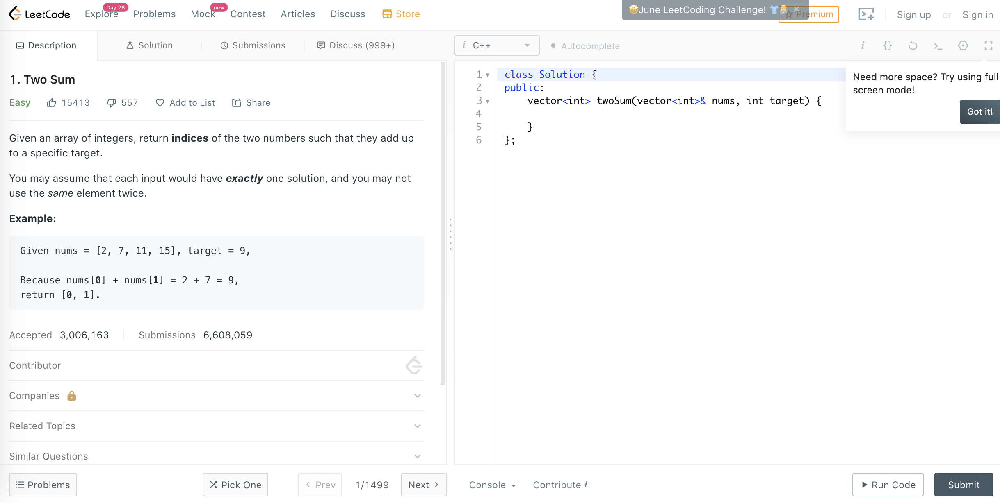 LeetCode
Explore
Day 28
Problems
Mock
new
Contest
Articles
Discuss
Store
🤩June LeetCoding Challenge! 👕
Premium
Sign up or Sign in
Description
Solution
Submissions
Discuss (999+)
i C++
Autocomplete
1. Two Sum
Easy 15413 557 Add to List Share
Given an array of integers, return indices of the two numbers such that they add up
to a specific target.
You may assume that each input would have exactly one solution, and you may not
use the same element twice.
Example:
Given nums = [2, 7, 11, 15], target = 9,
Because nums[0] + nums[1] = 2 + 7 = 9,
return [0, 1].
Accepted 3,006,163 Submissions 6,608,059
Contributor
Companies
Related Topics
Similar Questions
Problems
Pick One
Prev
1/1499
Next
i {}
1 class Solution {
2 public:
3 vector<int> twoSum(vector<int>& nums, int target) {
4
5 }
6 };
Need more space? Try using full
screen mode!
Got it!
Console
Contribute i
Run Code
Submit